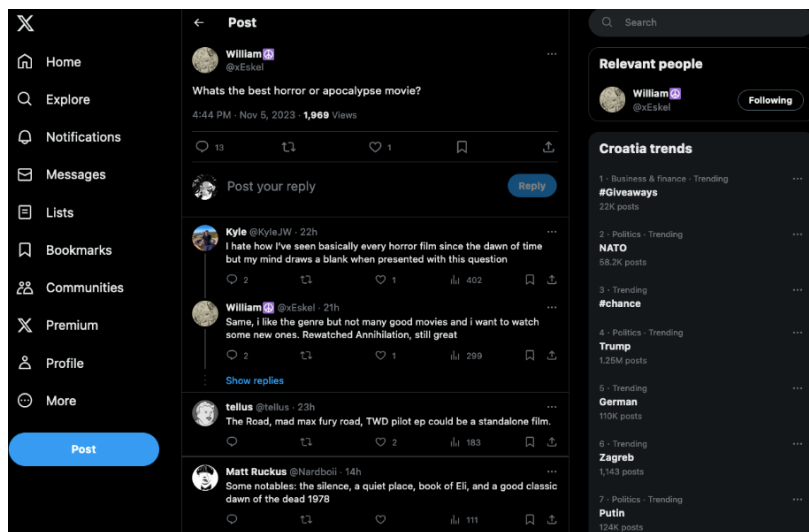 Home
Explore
Notifications
Messages
Lists
Bookmarks
Communities
Premium
Profile
More
Post
← Post
William☮
@xEskel
Whats the best horror or apocalypse movie?
4:44 PM · Nov 5, 2023 · 1,969 Views
13
1
Post your reply
Reply
Kyle @KyleJW · 22h
I hate how I've seen basically every horror film since the dawn of time
but my mind draws a blank when presented with this question
2
1
402
William☮ @xEskel · 21h
Same, i like the genre but not many good movies and i want to watch
some new ones. Rewatched Annihilation, still great
2
1
299
Show replies
tellus @tellus · 23h
The Road, mad max fury road, TWD pilot ep could be a standalone film.
2
183
Matt Ruckus @Nardboii · 14h
Some notables: the silence, a quiet place, book of Eli, and a good classic
dawn of the dead 1978
111
Search
Relevant people
William☮
@xEskel
Following
Croatia trends
1 · Business & finance · Trending
#Giveaways
22K posts
2 · Politics · Trending
NATO
58.2K posts
3 · Trending
#chance
4 · Politics · Trending
Trump
1.25M posts
5 · Trending
German
110K posts
6 · Trending
Zagreb
1,143 posts
7 · Politics · Trending
Putin
124K posts